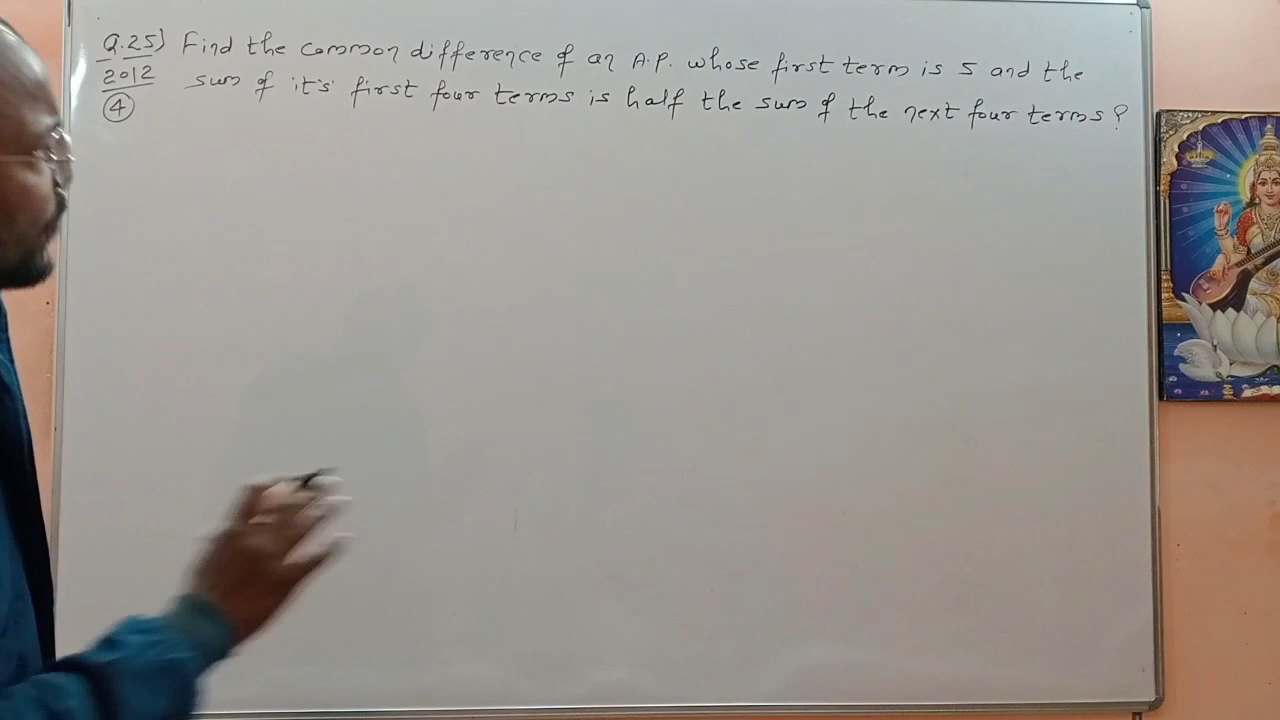 Q.25) Find the common difference of an A.P. whose first term is 5 and the
2012 sum of it's first four terms is half the sum of the next four terms?
4